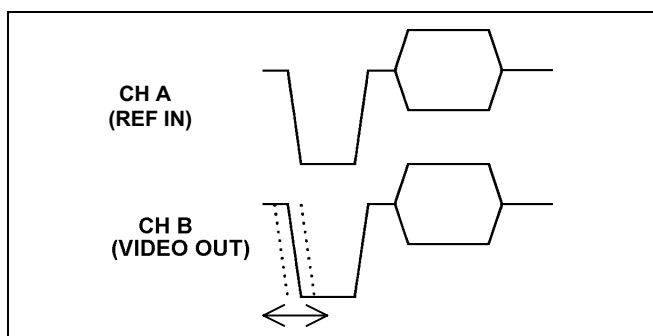 CH A
(REF IN)
CH B
(VIDEO OUT)